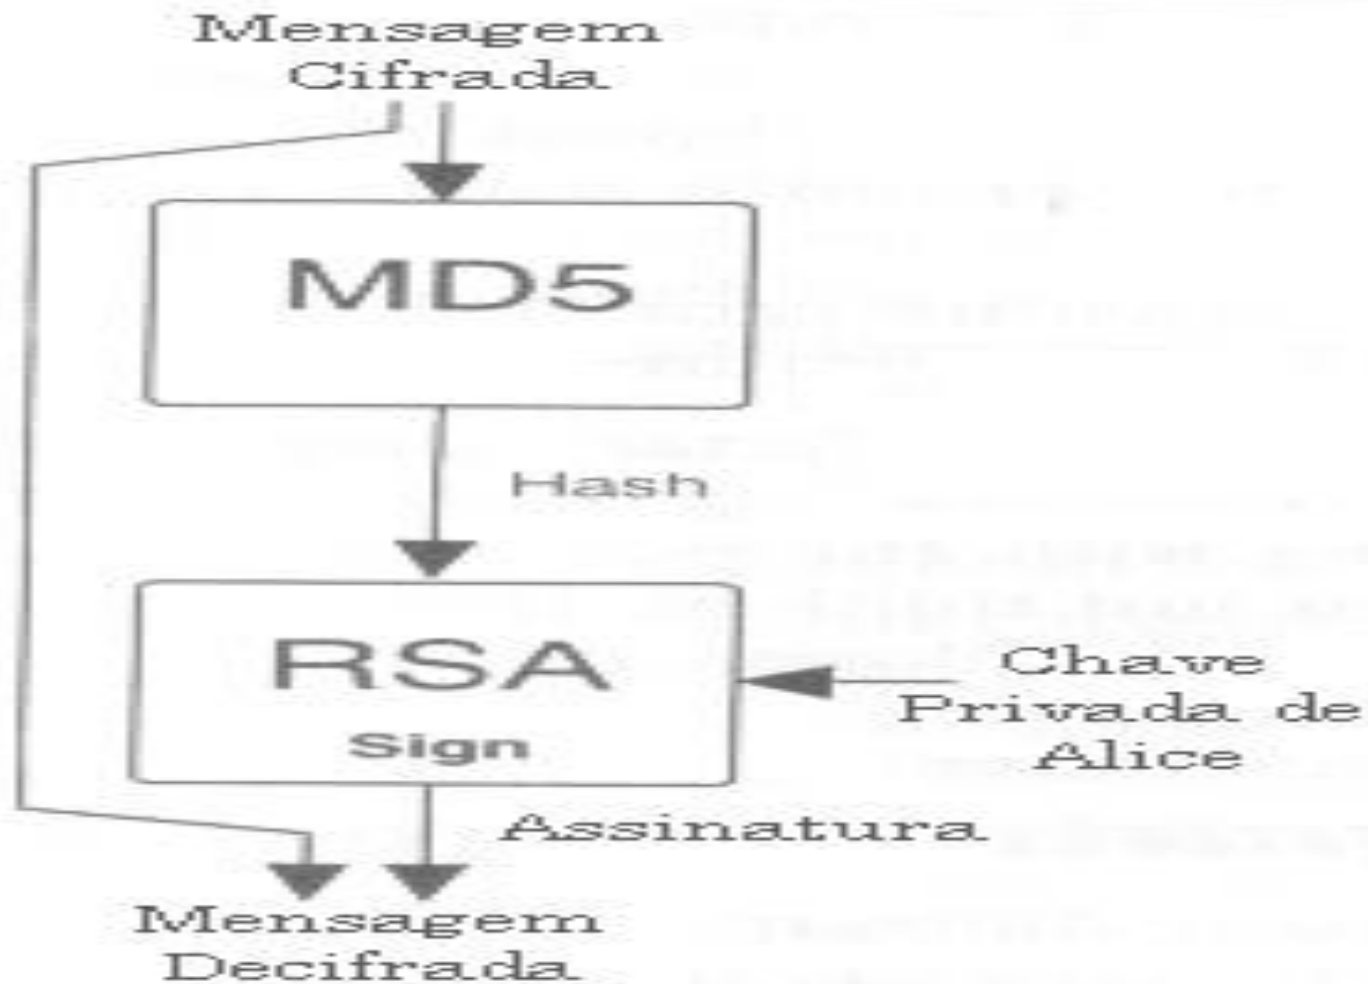 Mensagem
Cifrada
MD5
Hash
RSA
Sign
Chave
Privada de
Alice
Assinatura
Mensagem
Decifrada